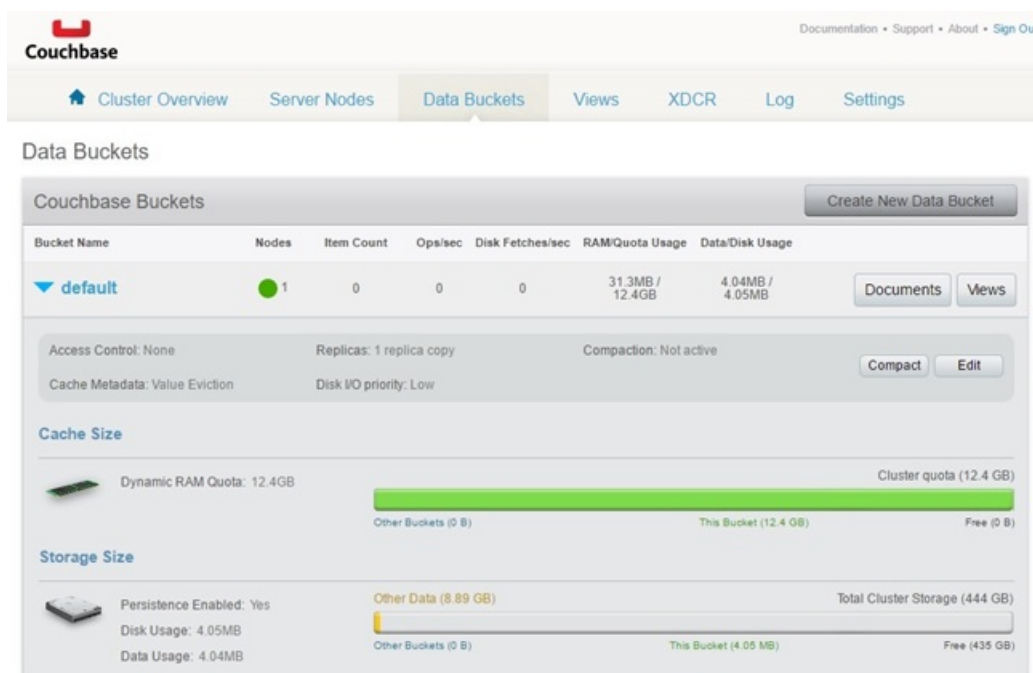 Couchbase
Documentation • Support • About • Sign Ou
Cluster Overview Server Nodes Data Buckets Views XDCR Log Settings
Data Buckets
Couchbase Buckets Create New Data Bucket
Bucket Name Nodes Item Count Ops/sec Disk Fetches/sec RAM/Quota Usage Data/Disk Usage
default 1 0 0 0 31.3MB / 12.4GB 4.04MB / 4.05MB Documents Views
Access Control: None Replicas: 1 replica copy Compaction: Not active
Compact Edit
Cache Metadata: Value Eviction Disk I/O priority: Low
Cache Size
Dynamic RAM Quota: 12.4GB Cluster quota (12.4 GB)
Other Buckets (0 B) This Bucket (12.4 GB) Free (0 B)
Storage Size
Persistence Enabled: Yes Other Data (8.89 GB) Total Cluster Storage (444 GB)
Disk Usage: 4.05MB
Other Buckets (0 B) This Bucket (4.05 MB) Free (435 GB)
Data Usage: 4.04MB